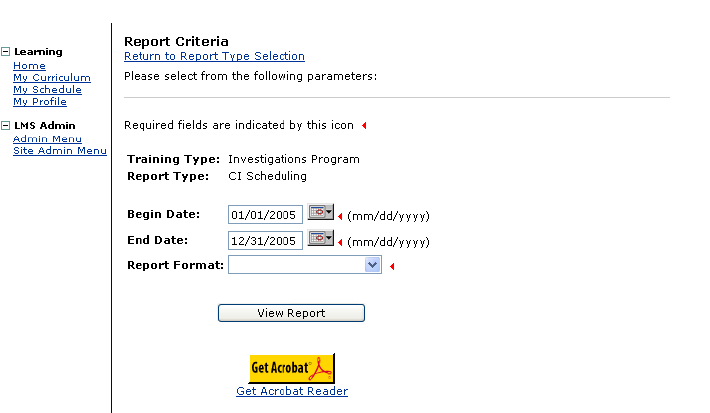 Learning
Home
My Curriculum
My Schedule
My Profile
LMS Admin
Admin Menu
Site Admin Menu
Report Criteria
Return to Report Type Selection
Please select from the following parameters:
Required fields are indicated by this icon
Training Type: Investigations Program
Report Type: CI Scheduling
Begin Date: 01/01/2005 (mm/dd/yyyy)
End Date: 12/31/2005 (mm/dd/yyyy)
Report Format:
View Report
Get Acrobat
Get Acrobat Reader